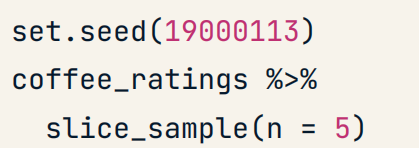 set.seed(19000113)
coffee_ratings %>%
  slice_sample(n = 5)